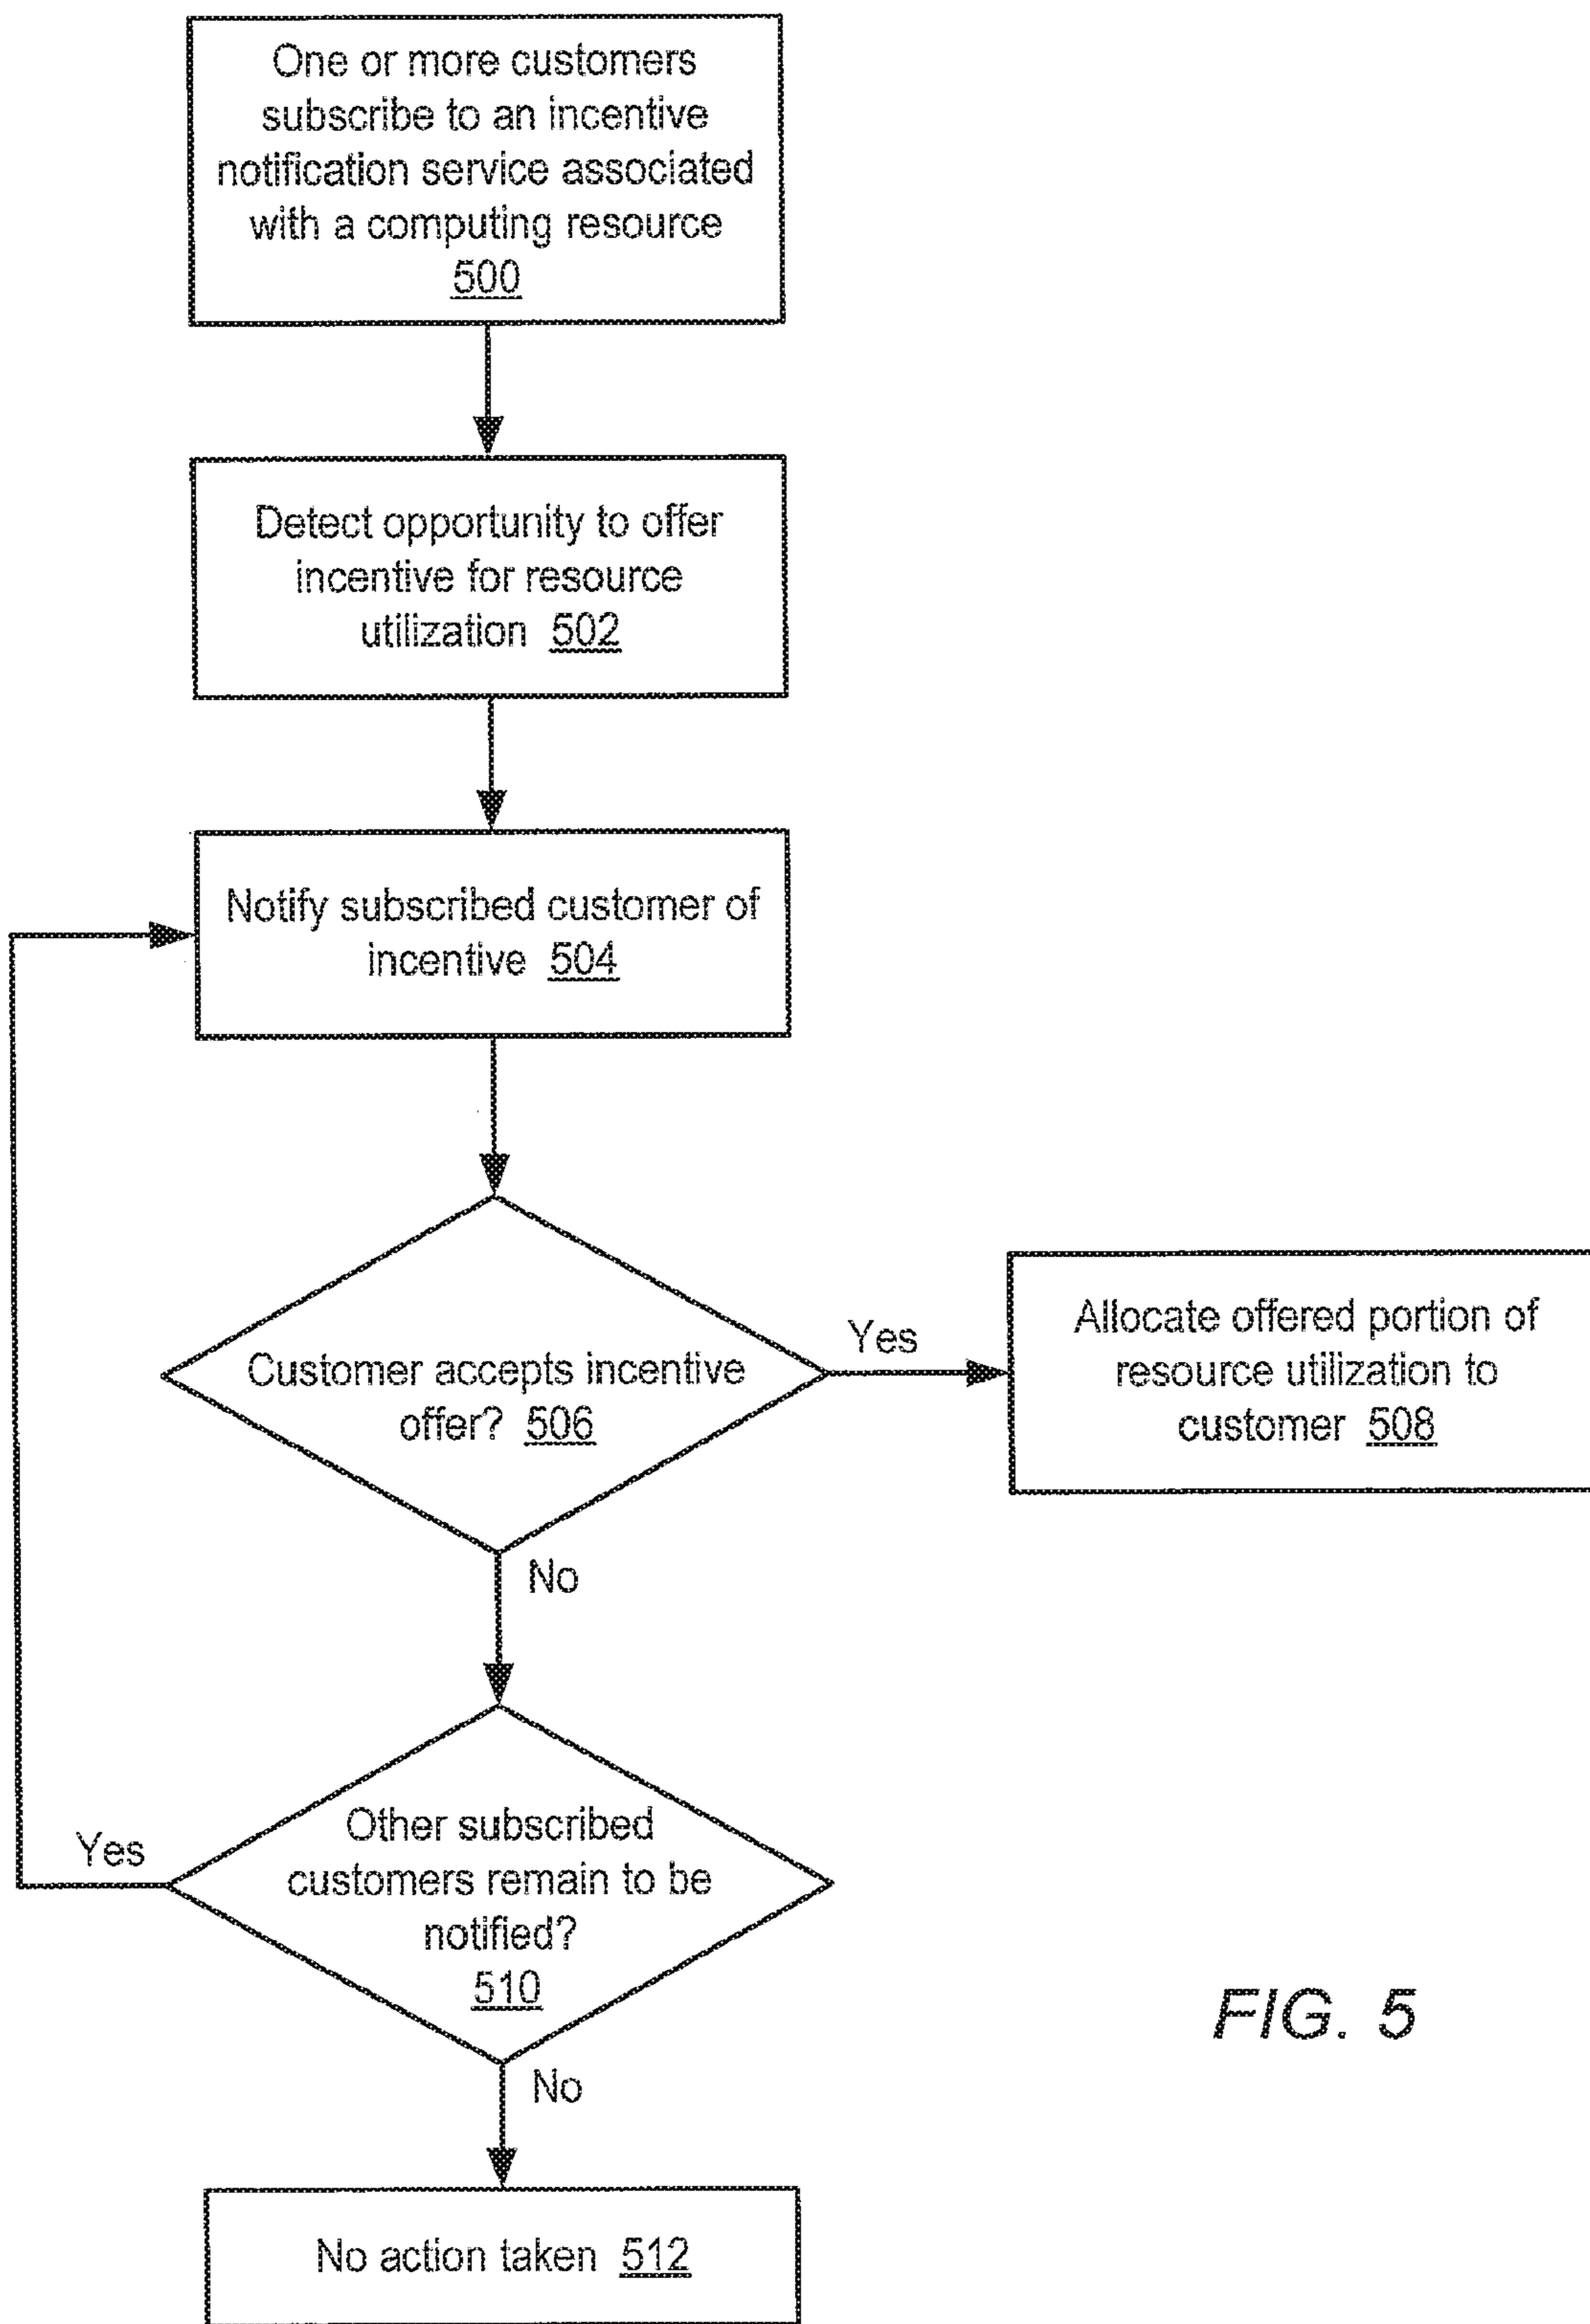 One or more customers
subscribe to an incentive
notification service associated
with a computing resource
500
Detect opportunity to offer
incentive for resource
utilization 502
Notify subscribed customer of
incentive 504
Customer accepts incentive
offer? 506
Yes
Allocate offered portion of
resource utilization to
customer 508
No
Other subscribed
customers remain to be
notified?
510
Yes
No
No action taken 512
FIG. 5